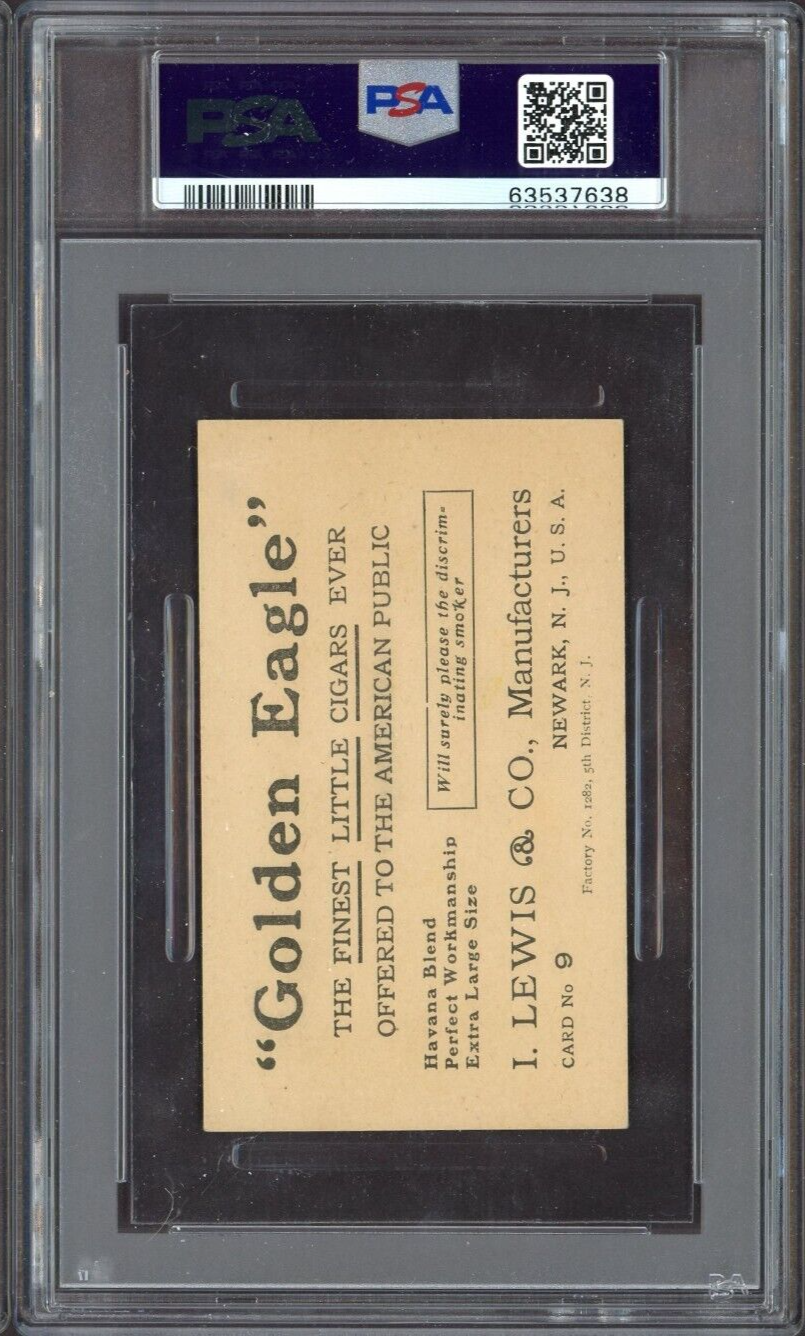 PSA
PSA
63537638
“Golden Eagle”
THE FINEST LITTLE CIGARS EVER
OFFERED TO THE AMERICAN PUBLIC
Havana Blend
Perfect Workmanship
Extra Large Size
Will surely please the discrim-
inating smoker
I. LEWIS & CO., Manufacturers
CARD No 9 NEWARK, N. J., U. S. A.
Factory No. 1282, 5th District, N. J.